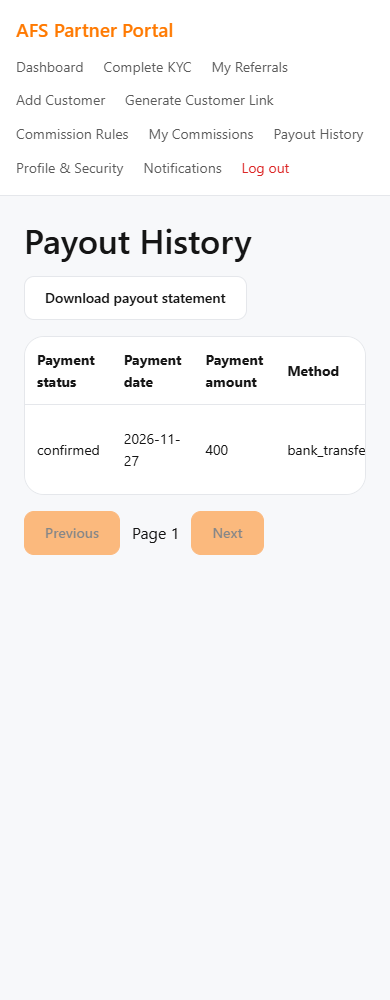 AFS Partner Portal
Dashboard Complete KYC My Referrals
Add Customer Generate Customer Link
Commission Rules My Commissions Payout History
Profile & Security Notifications Log out
Payout History
Download payout statement
Payment status Payment date Payment amount Method
confirmed 2026-11-27 400 bank_transfe
Previous Page 1 Next